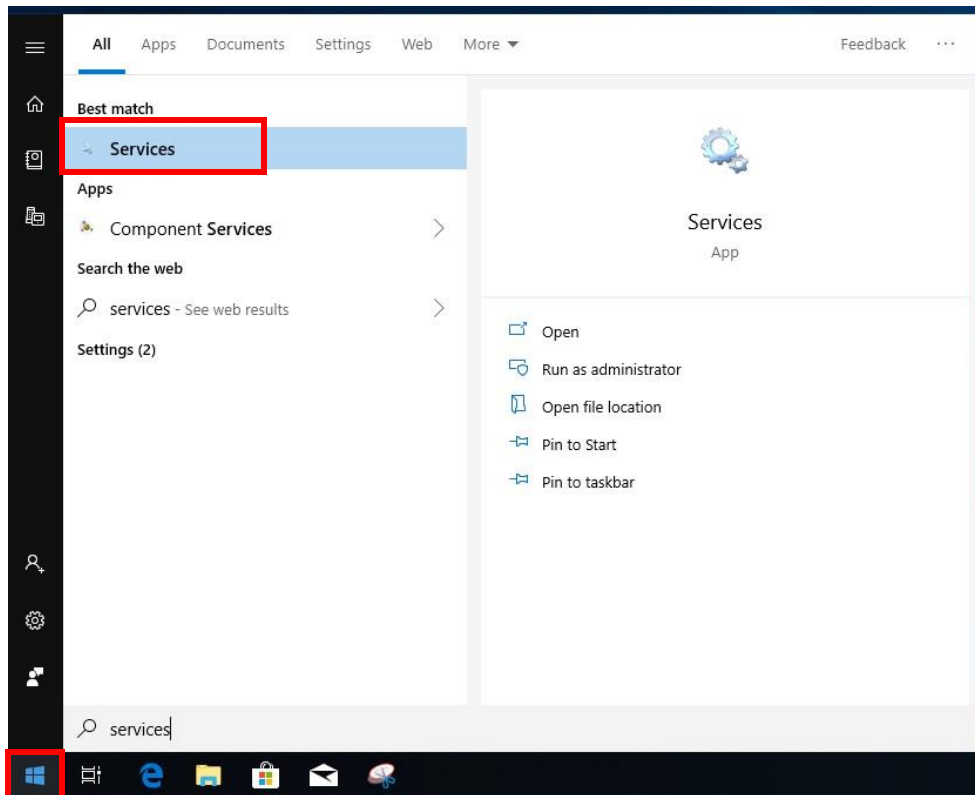 All Apps Documents Settings Web More Feedback ...
Best match
Services
Apps
Component Services
Search the web
services - See web results
Settings (2)
Services
App
Open
Run as administrator
Open file location
Pin to Start
Pin to taskbar
services